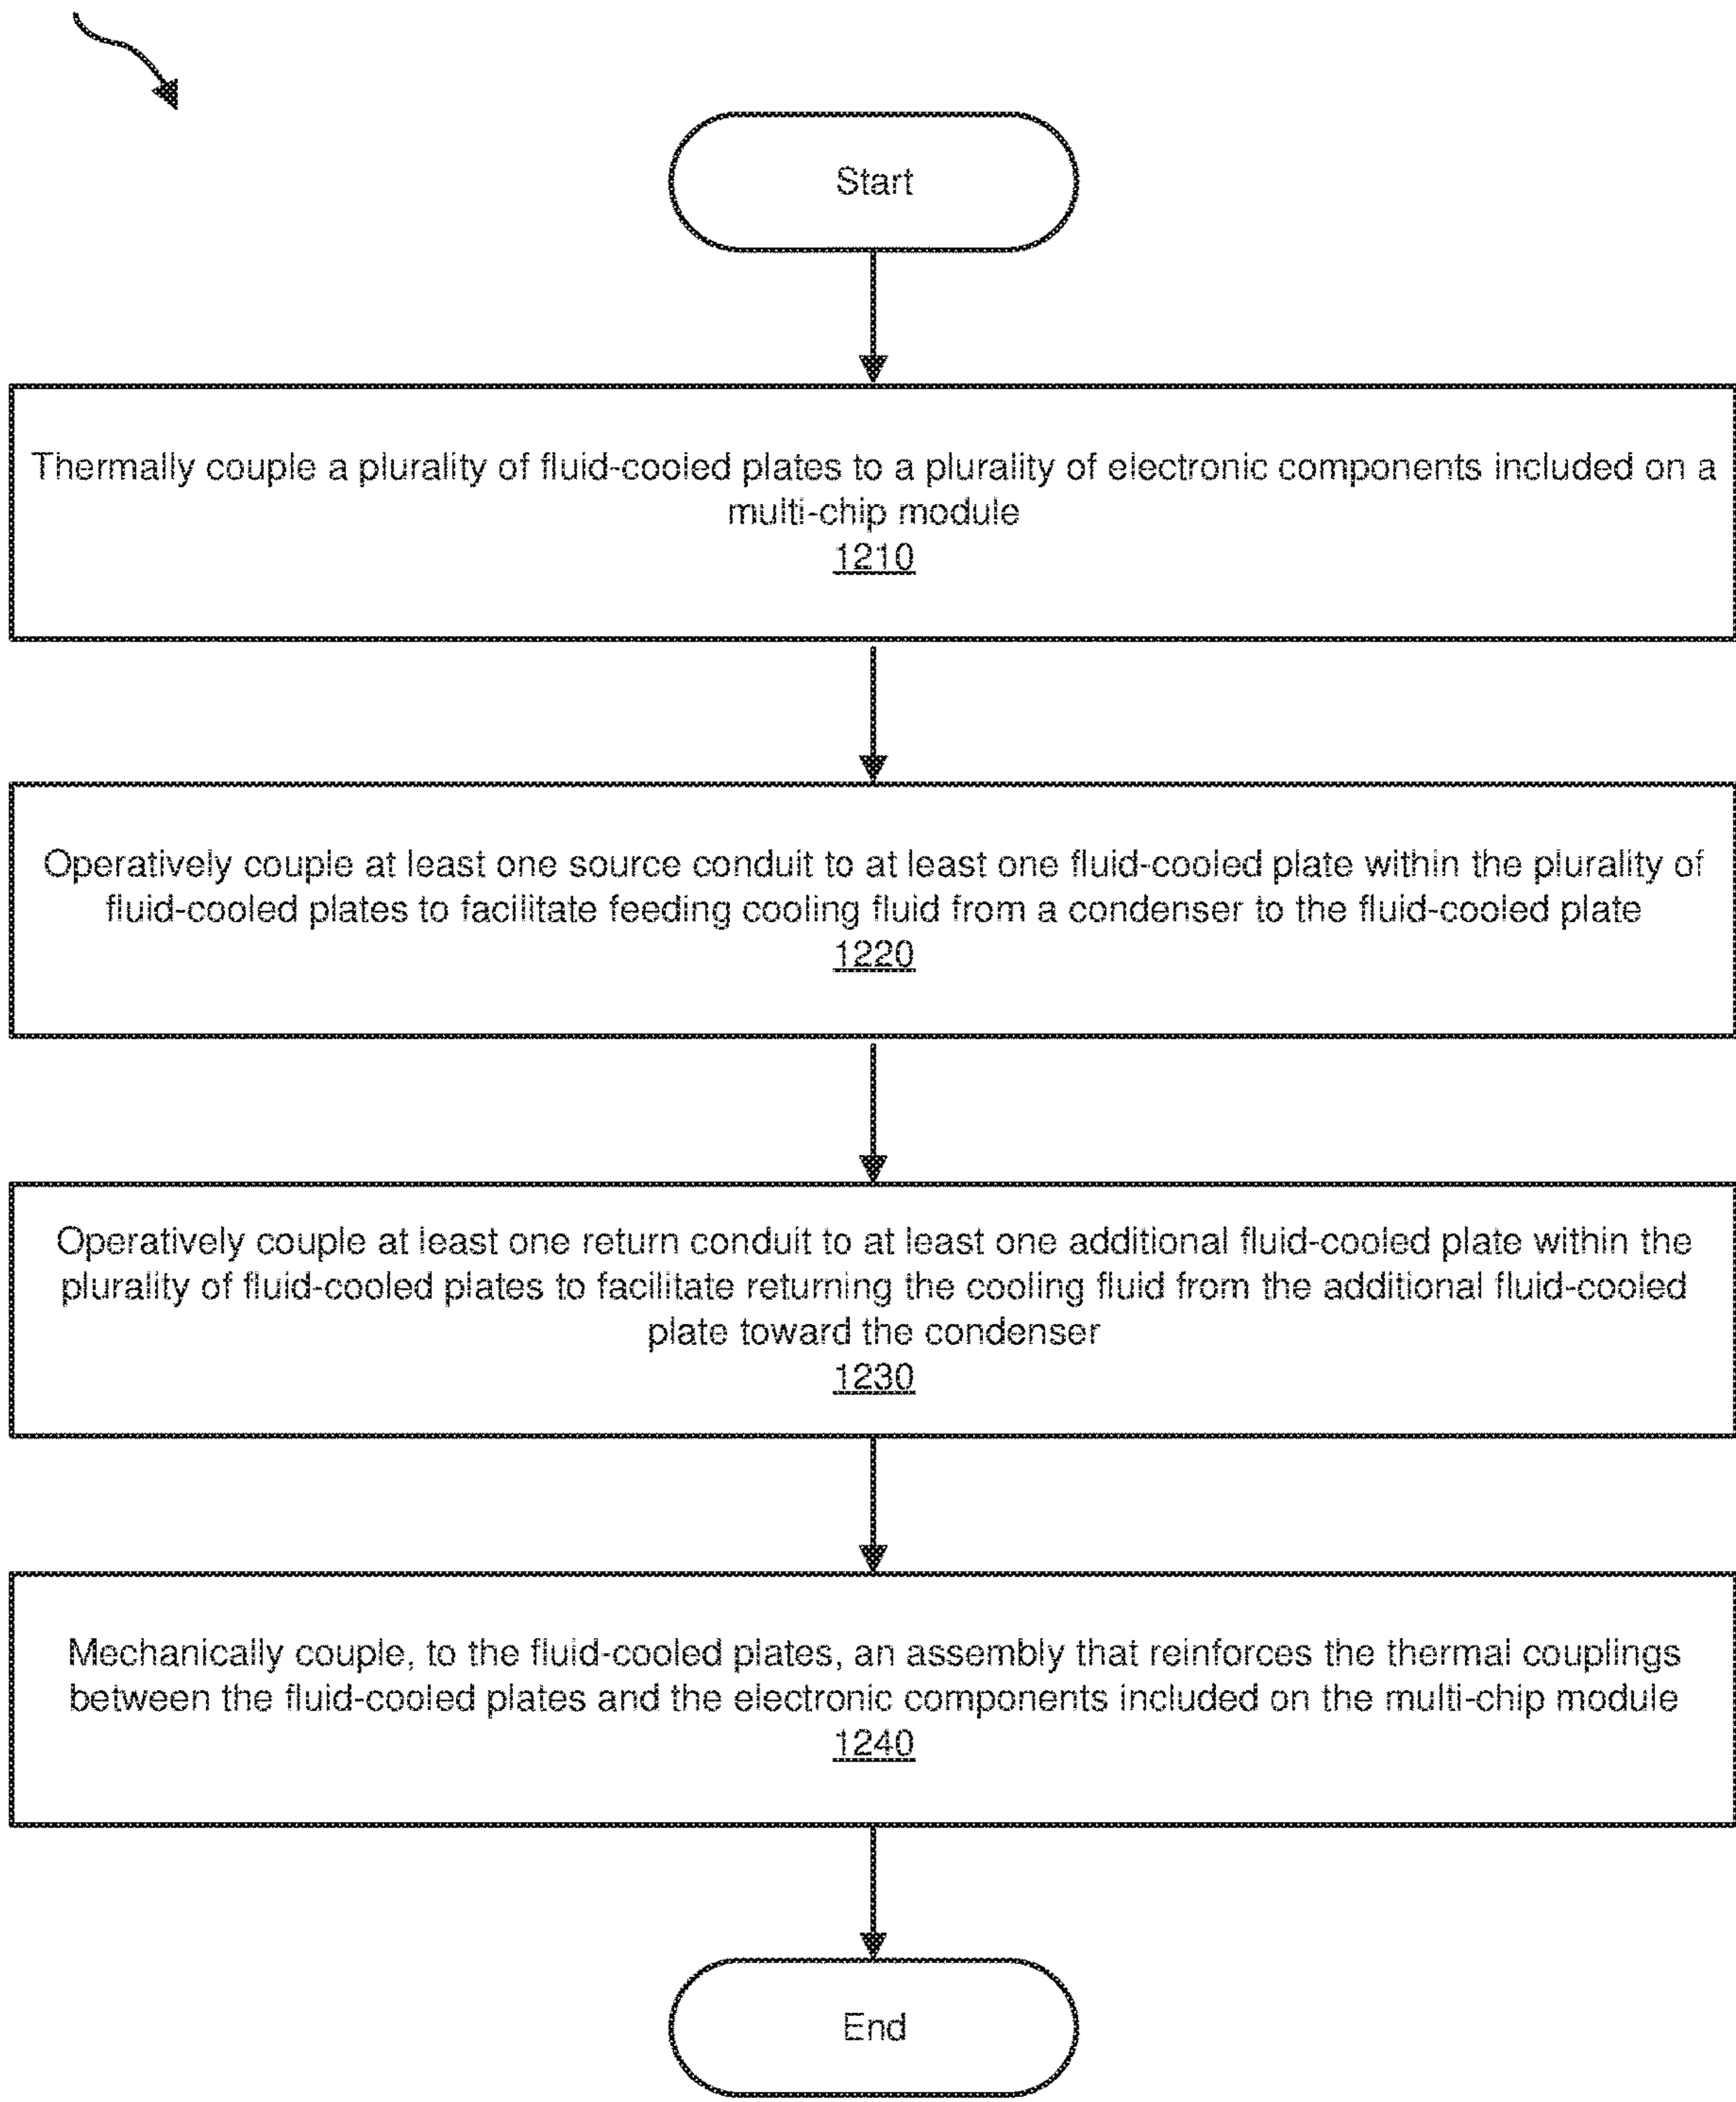 Start
Thermally couple a plurality of fluid-cooled plates to a plurality of electronic components included on a
multi-chip module
1210
Operatively couple at least one source conduit to at least one fluid-cooled plate within the plurality of
fluid-cooled plates to facilitate feeding cooling fluid from a condenser to the fluid-cooled plate
1220
Operatively couple at least one return conduit to at least one additional fluid-cooled plate within the
plurality of fluid-cooled plates to facilitate returning the cooling fluid from the additional fluid-cooled
plate toward the condenser
1230
Mechanically couple, to the fluid-cooled plates, an assembly that reinforces the thermal couplings
between the fluid-cooled plates and the electronic components included on the multi-chip module
1240
End